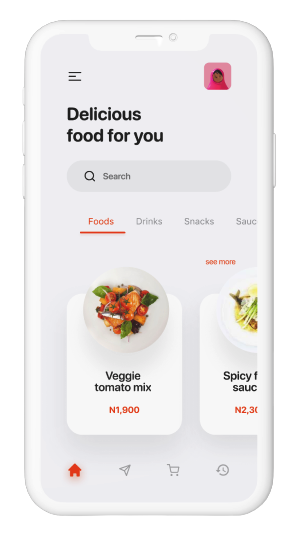 Delicious
food for you
Search
Foods Drinks Snacks Sauc
see more
Veggie
tomato mix
N1,900
Spicy f
sauc
N2,30